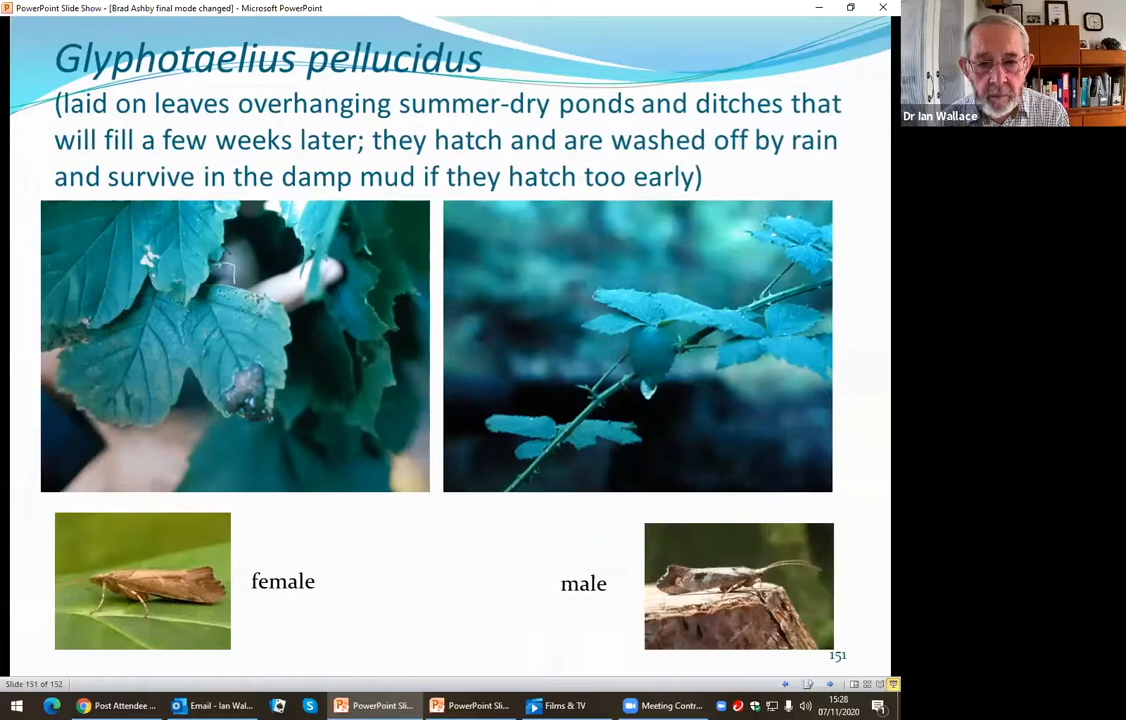 PowerPoint Slide Show - [Brad Ashby final mode changed] - Microsoft PowerPoint
Glyphotaelius pellucidus
(laid on leaves overhanging summer-dry ponds and ditches that
will fill a few weeks later; they hatch and are washed off by rain
and survive in the damp mud if they hatch too early)
Dr Ian Wallace
female
male
151
Slide 151 of 152
Post Attendee ...
Email - Ian Wal...
PowerPoint Sli...
PowerPoint Sli...
Films & TV
Meeting Contr...
15:28
07/11/2020